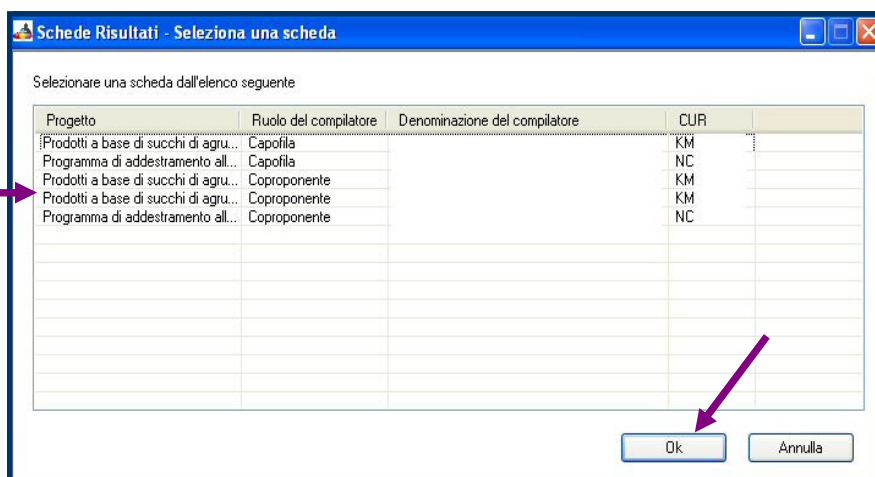 Schede Risultati - Seleziona una scheda
Selezionare una scheda dall'elenco seguente
Progetto Ruolo del compilatore Denominazione del compilatore CUR
Prodotti a base di succhi di agru... Capofila KM
Programma di addestramento all... Capofila NC
Prodotti a base di succhi di agru... Coproponente KM
Prodotti a base di succhi di agru... Coproponente KM
Programma di addestramento all... Coproponente NC
Ok Annulla